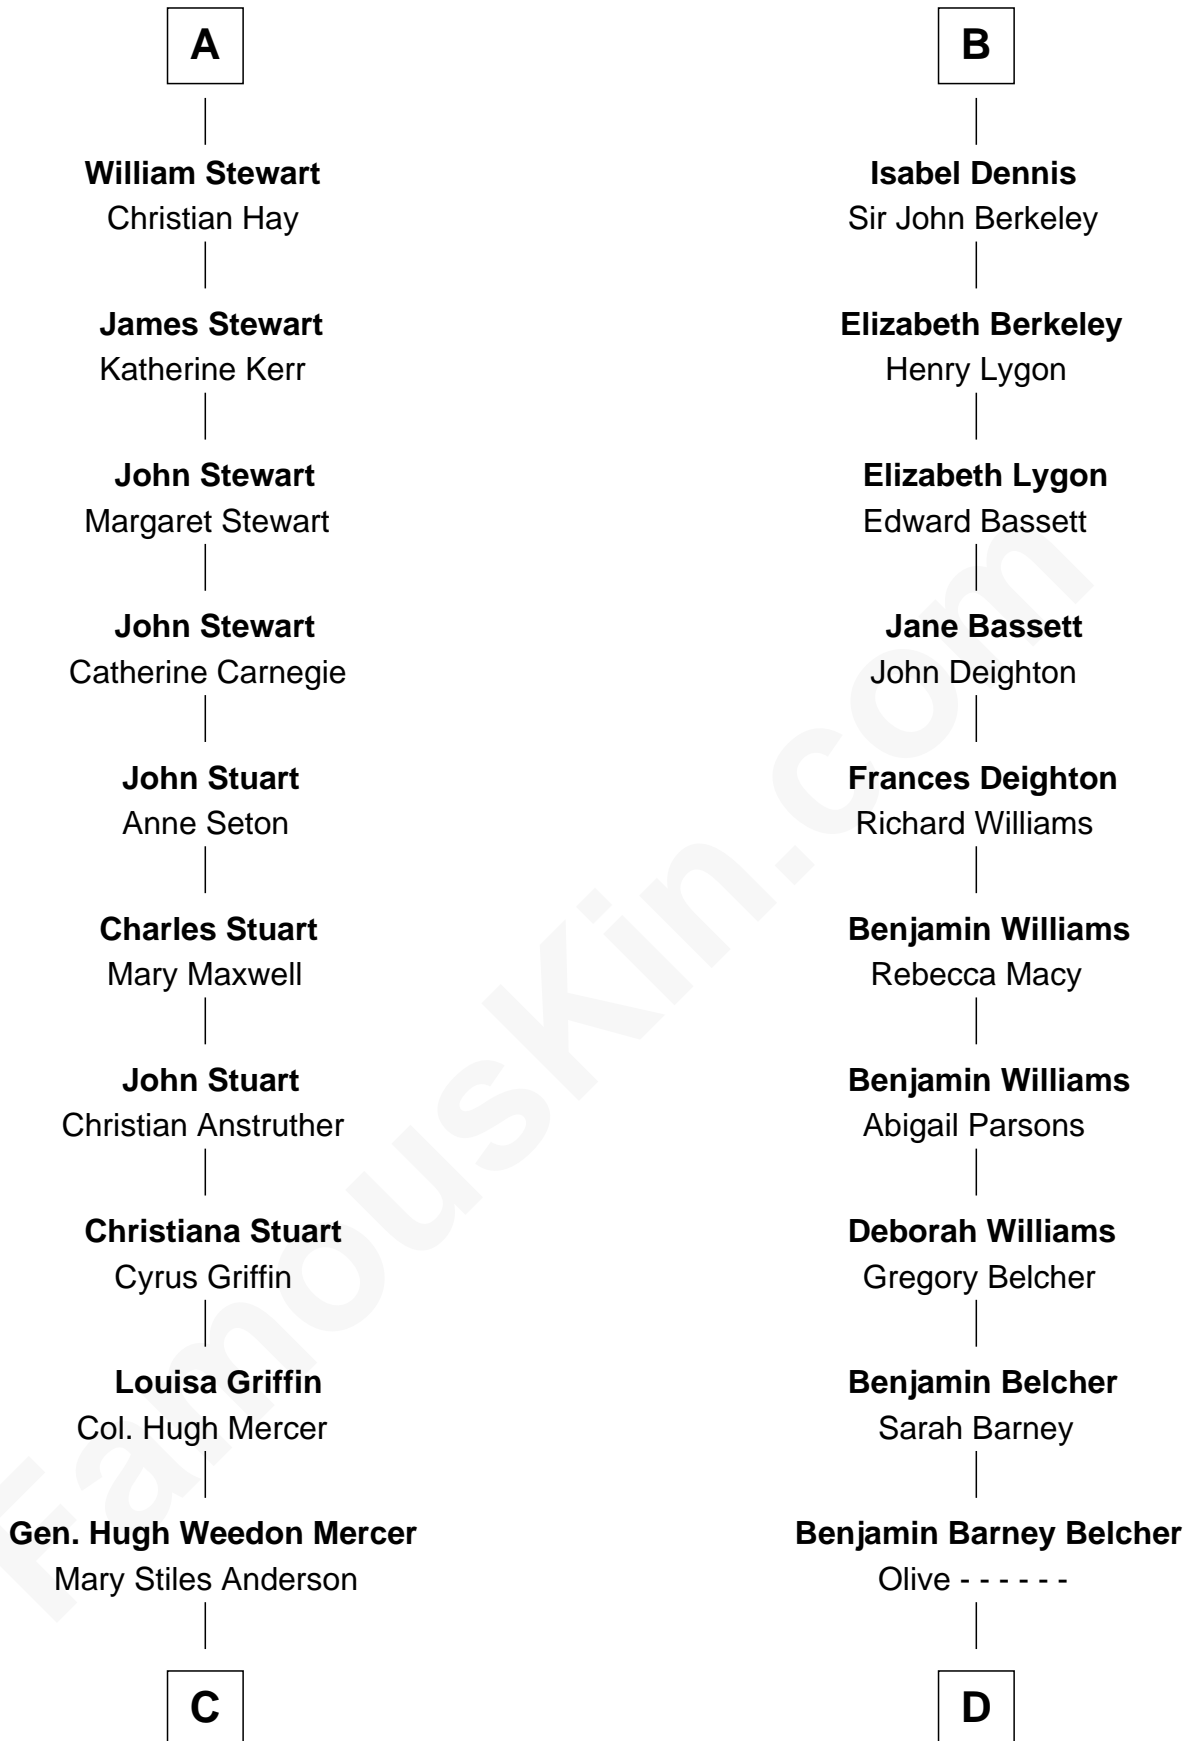 A
William Stewart
Christian Hay
James Stewart
Katherine Kerr
John Stewart
Margaret Stewart
John Stewart
Catherine Carnegie
John Stuart
Anne Seton
Charles Stuart
Mary Maxwell
John Stuart
Christian Anstruther
Christiana Stuart
Cyrus Griffin
Louisa Griffin
Col. Hugh Mercer
Gen. Hugh Weedon Mercer
Mary Stiles Anderson
C
B
Isabel Dennis
Sir John Berkeley
Elizabeth Berkeley
Henry Lygon
Elizabeth Lygon
Edward Bassett
Jane Bassett
John Deighton
Frances Deighton
Richard Williams
Benjamin Williams
Rebecca Macy
Benjamin Williams
Abigail Parsons
Deborah Williams
Gregory Belcher
Benjamin Belcher
Sarah Barney
Benjamin Barney Belcher
Olive - - - - - -
D
FamousKin.com